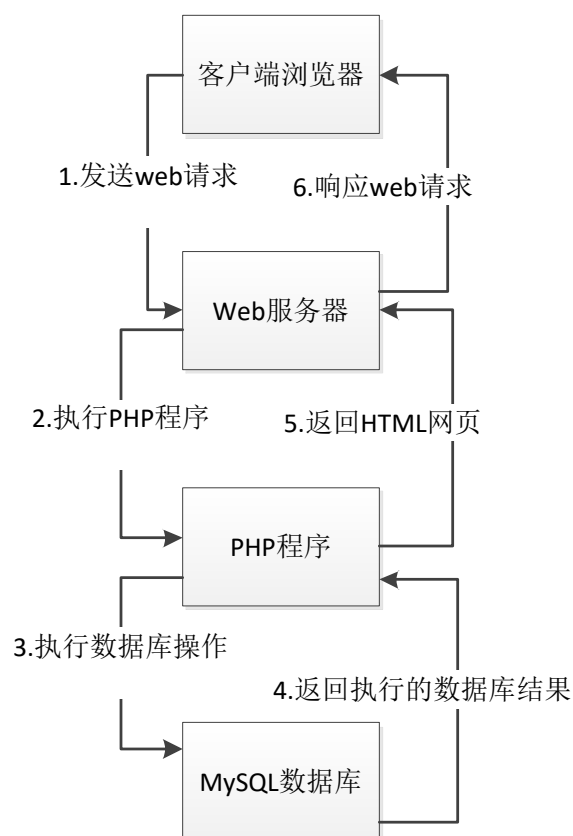 客户端浏览器
1.发送web请求
6.响应web请求
Web服务器
2.执行PHP程序
5.返回HTML网页
PHP程序
3.执行数据库操作
4.返回执行的数据库结果
MySQL数据库